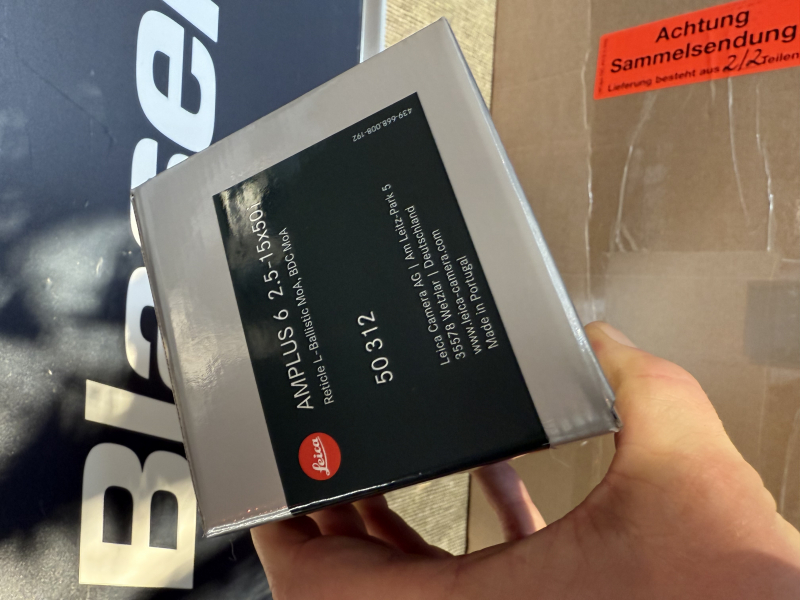 Blaser
Achtung
Sammelsendung
Lieferung besteht aus 2/2 Teilen
439-668.008-192
Leica
AMPLUS 6 2.5-15x50i
Reticle L-Ballistic MoA, BDC MoA
50 312
Leica Camera AG | Am Leitz-Park 5
35578 Wetzlar | Deutschland
www.leica-camera.com
Made in Portugal